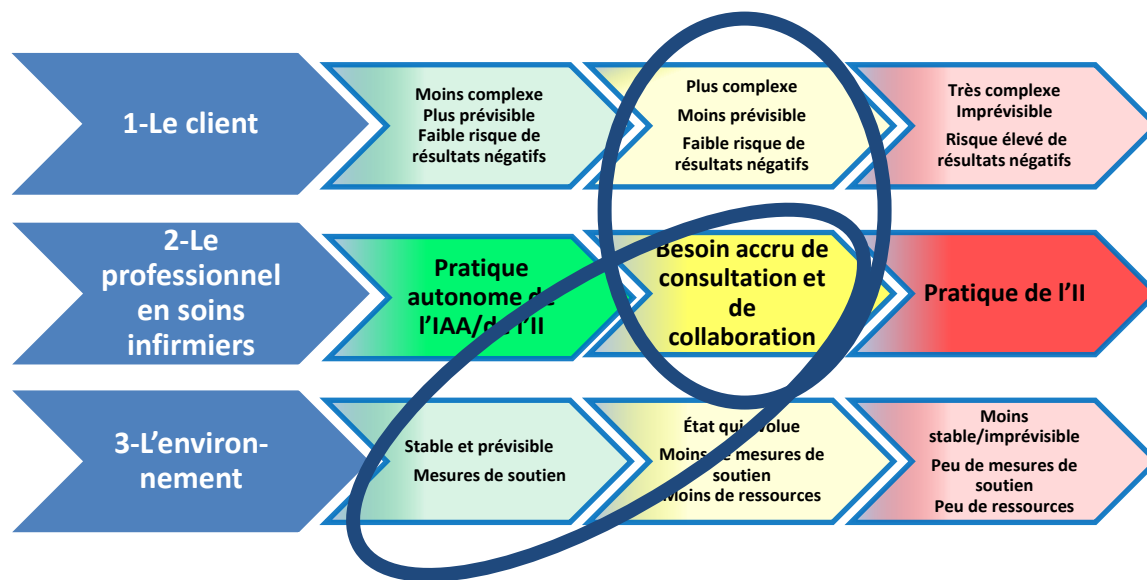 1-Le client
Moins complexe
Plus prévisible
Faible risque de
résultats négatifs
Plus complexe
Moins prévisible
Faible risque de
résultats négatifs
Très complexe
Imprévisible
Risque élevé de
résultats négatifs
2-Le
professionnel
en soins
infirmiers
Pratique
autonome de
l'IAA/de l'II
Besoin accru de
consultation et
de
collaboration
Pratique de l'II
3-L'environ-
nement
Stable et prévisible
Mesures de soutien
État qui évolue
Moins de mesures de
soutien
Moins de ressources
Moins
stable/imprévisible
Peu de mesures de
soutien
Peu de ressources